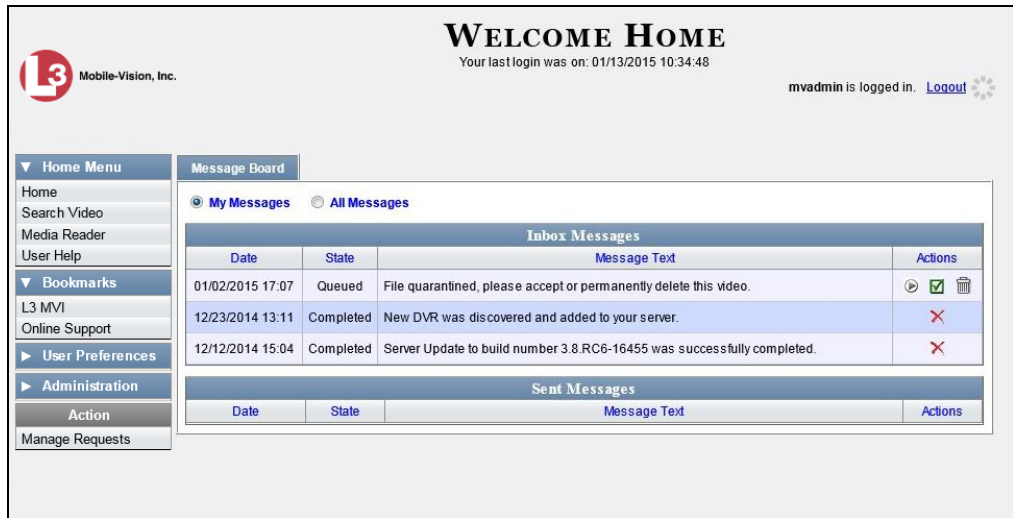 WELCOME HOME
Your last login was on: 01/13/2015 10:34:48
L3 Mobile-Vision, Inc.
mvadmin is logged in. Logout
▼ Home Menu
Home
Search Video
Media Reader
User Help
▼ Bookmarks
L3 MVI
Online Support
▶ User Preferences
▶ Administration
Action
Manage Requests
Message Board
My Messages All Messages
Inbox Messages
Date State Message Text Actions
01/02/2015 17:07 Queued File quarantined, please accept or permanently delete this video.
12/23/2014 13:11 Completed New DVR was discovered and added to your server.
12/12/2014 15:04 Completed Server Update to build number 3.8.RC6-16455 was successfully completed.
Sent Messages
Date State Message Text Actions